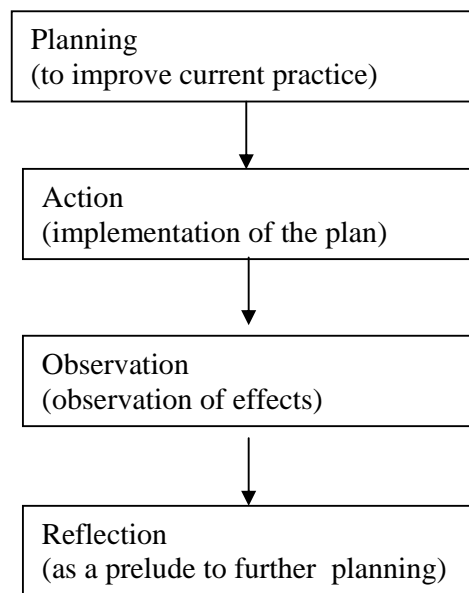 Planning
(to improve current practice)
Action
(implementation of the plan)
Observation
(observation of effects)
Reflection
(as a prelude to further planning)